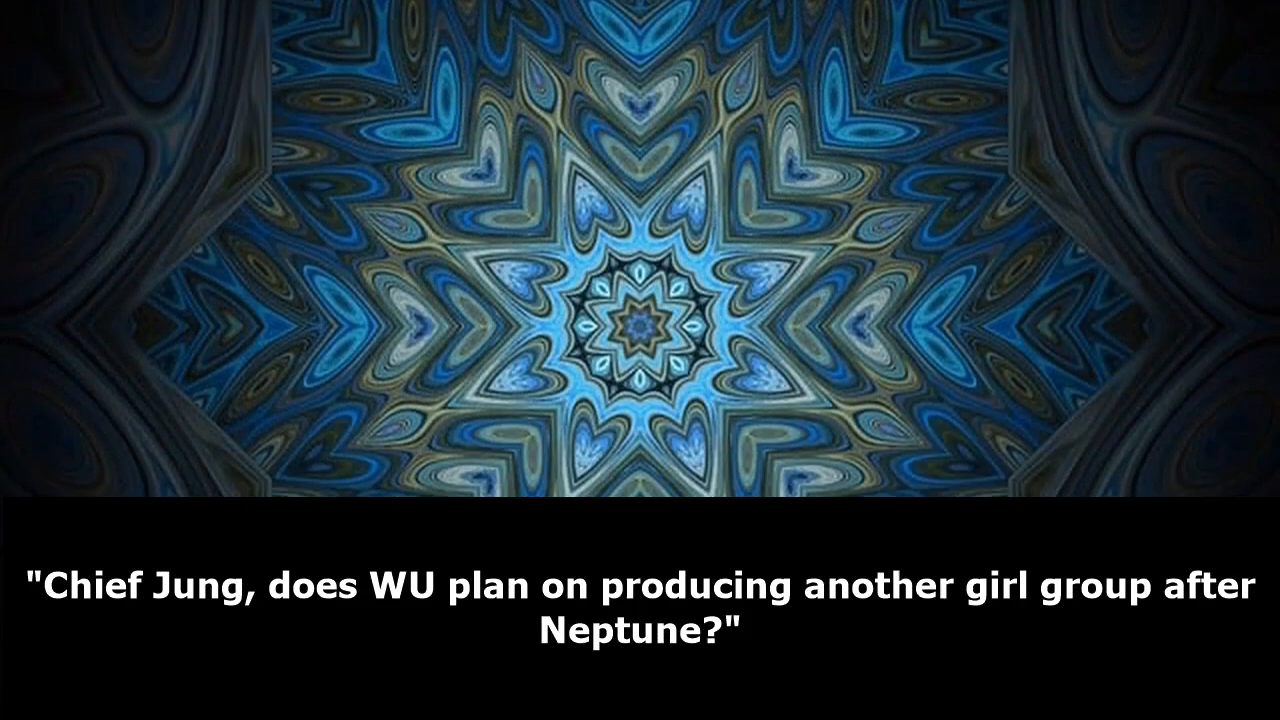 "Chief Jung, does WU plan on producing another girl group after
Neptune?"